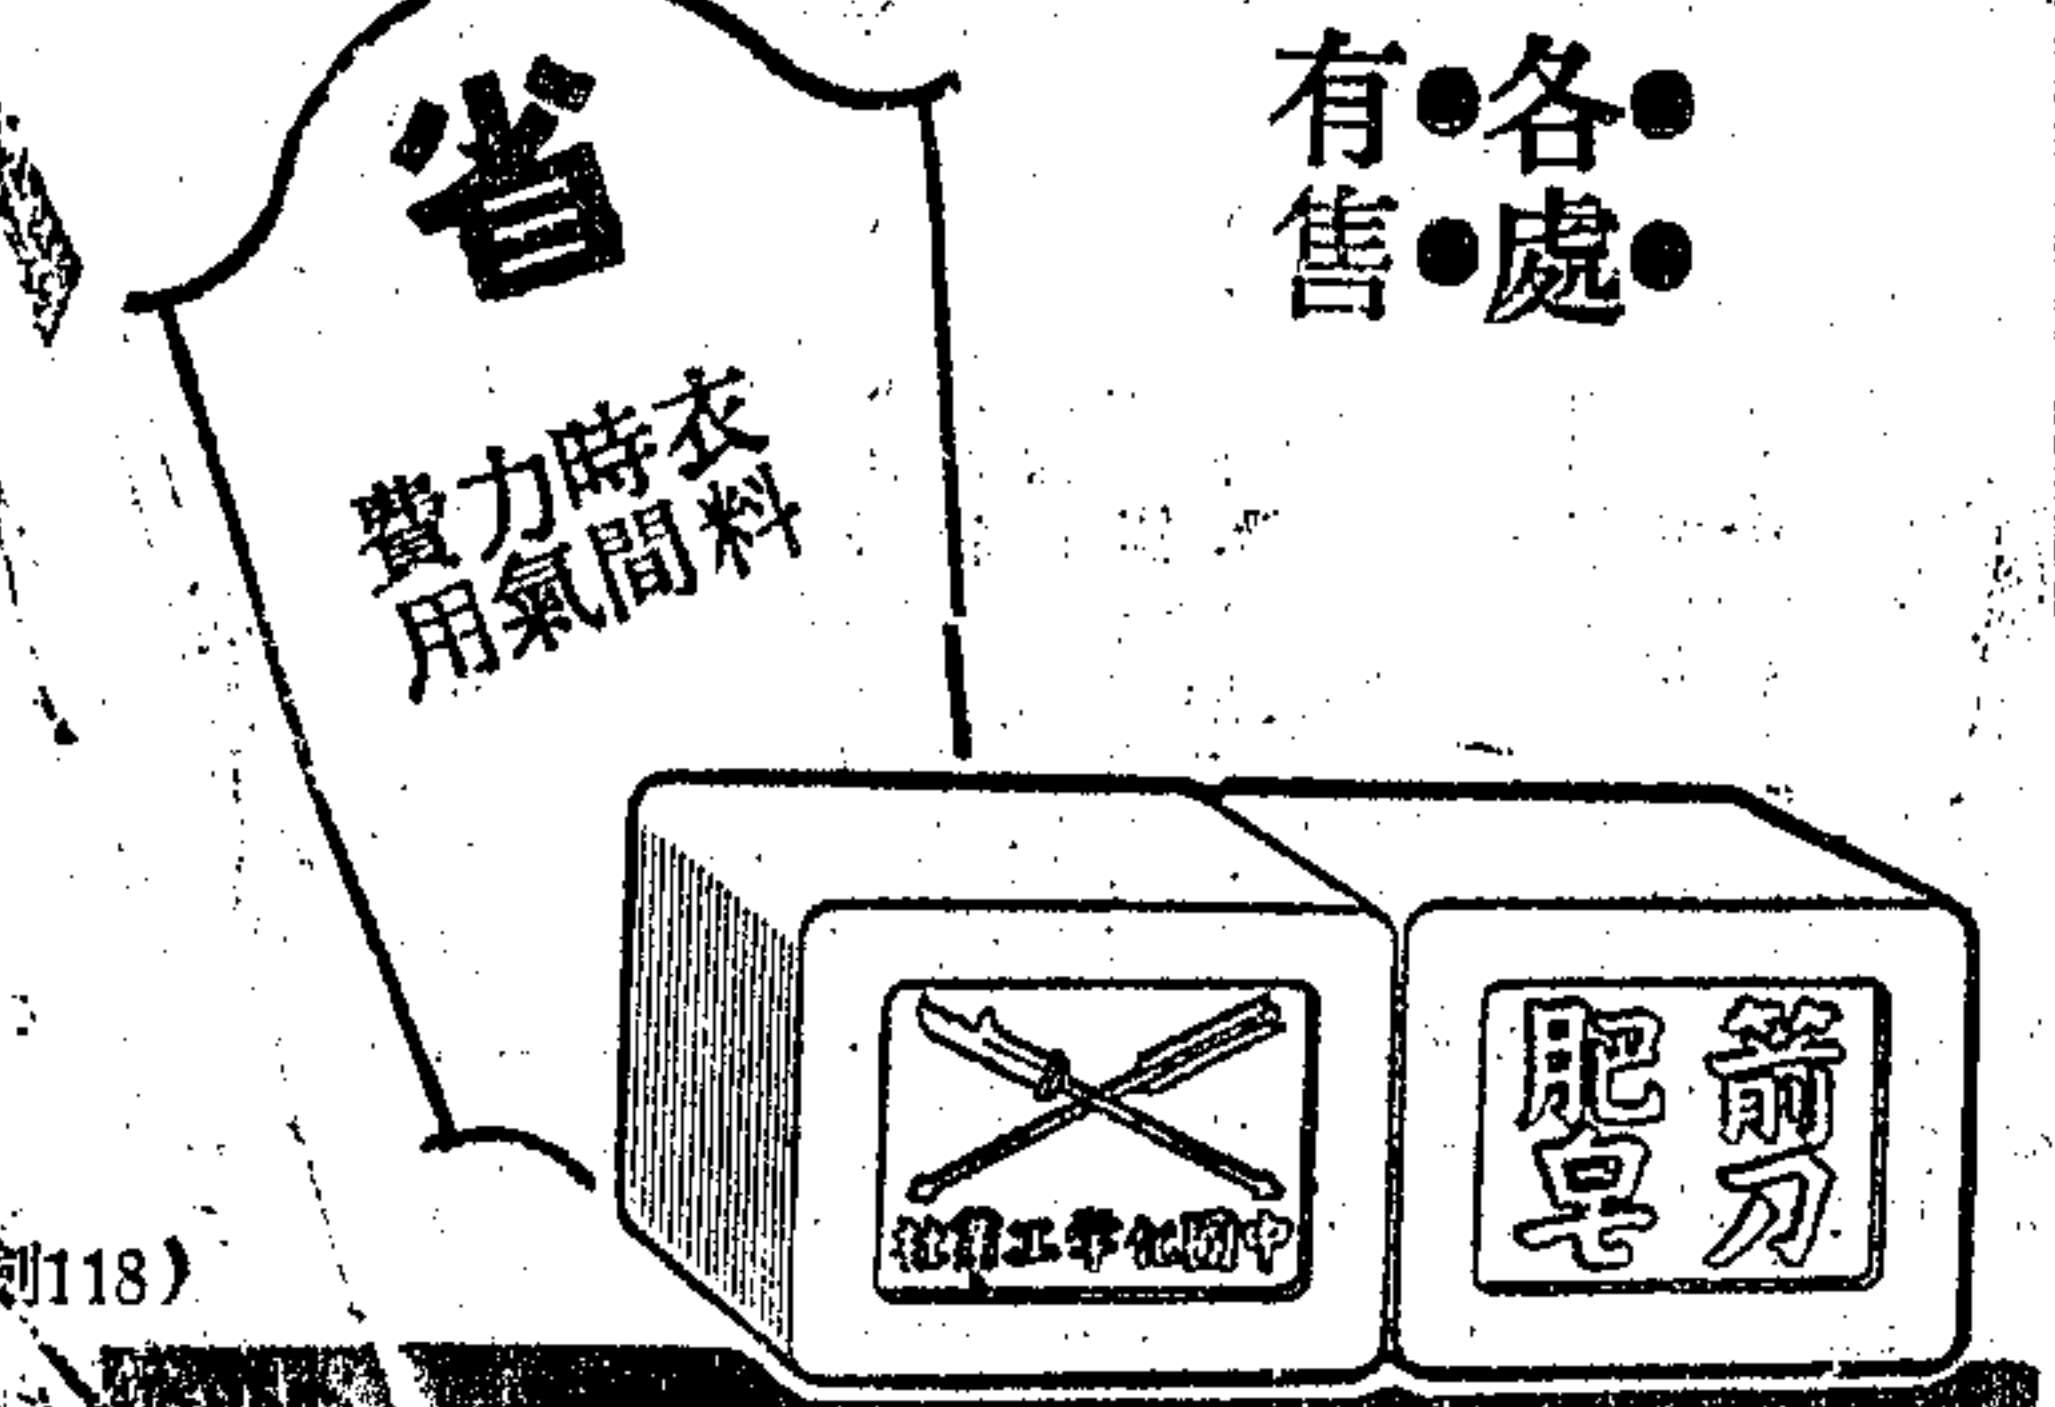 各處
有售
省
衣料
時間
力氣
費用
箭刀
肥皂
中國化學工業社
118)